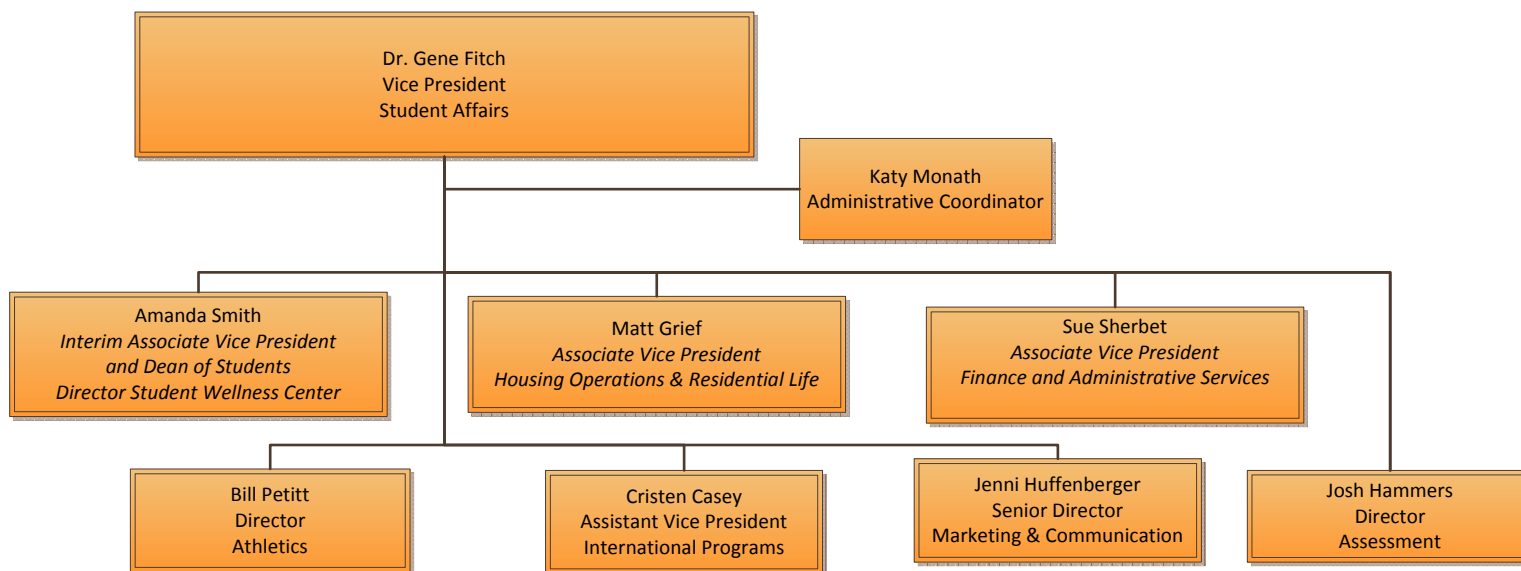 Dr. Gene Fitch
Vice President
Student Affairs
Katy Monath
Administrative Coordinator
Amanda Smith
Interim Associate Vice President
and Dean of Students
Director Student Wellness Center
Matt Grief
Associate Vice President
Housing Operations & Residential Life
Sue Sherbet
Associate Vice President
Finance and Administrative Services
Bill Petitt
Director
Athletics
Cristen Casey
Assistant Vice President
International Programs
Jenni Huffenberger
Senior Director
Marketing & Communication
Josh Hammers
Director
Assessment